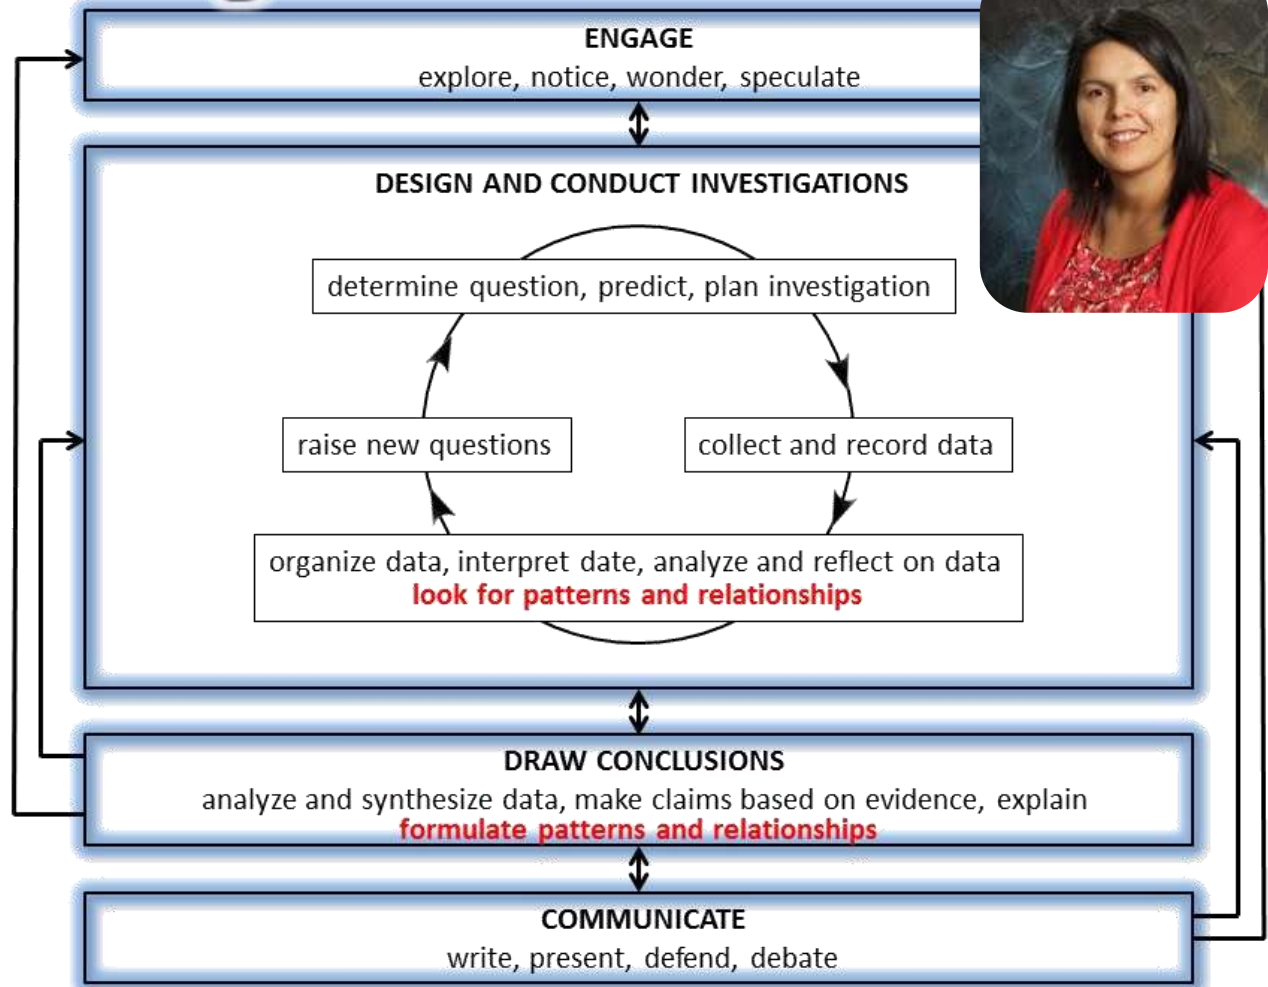 ENGAGE
explore, notice, wonder, speculate
DESIGN AND CONDUCT INVESTIGATIONS
determine question, predict, plan investigation
raise new questions
collect and record data
organize data, interpret date, analyze and reflect on data
look for patterns and relationships
DRAW CONCLUSIONS
analyze and synthesize data, make claims based on evidence, explain
formulate patterns and relationships
COMMUNICATE
write, present, defend, debate